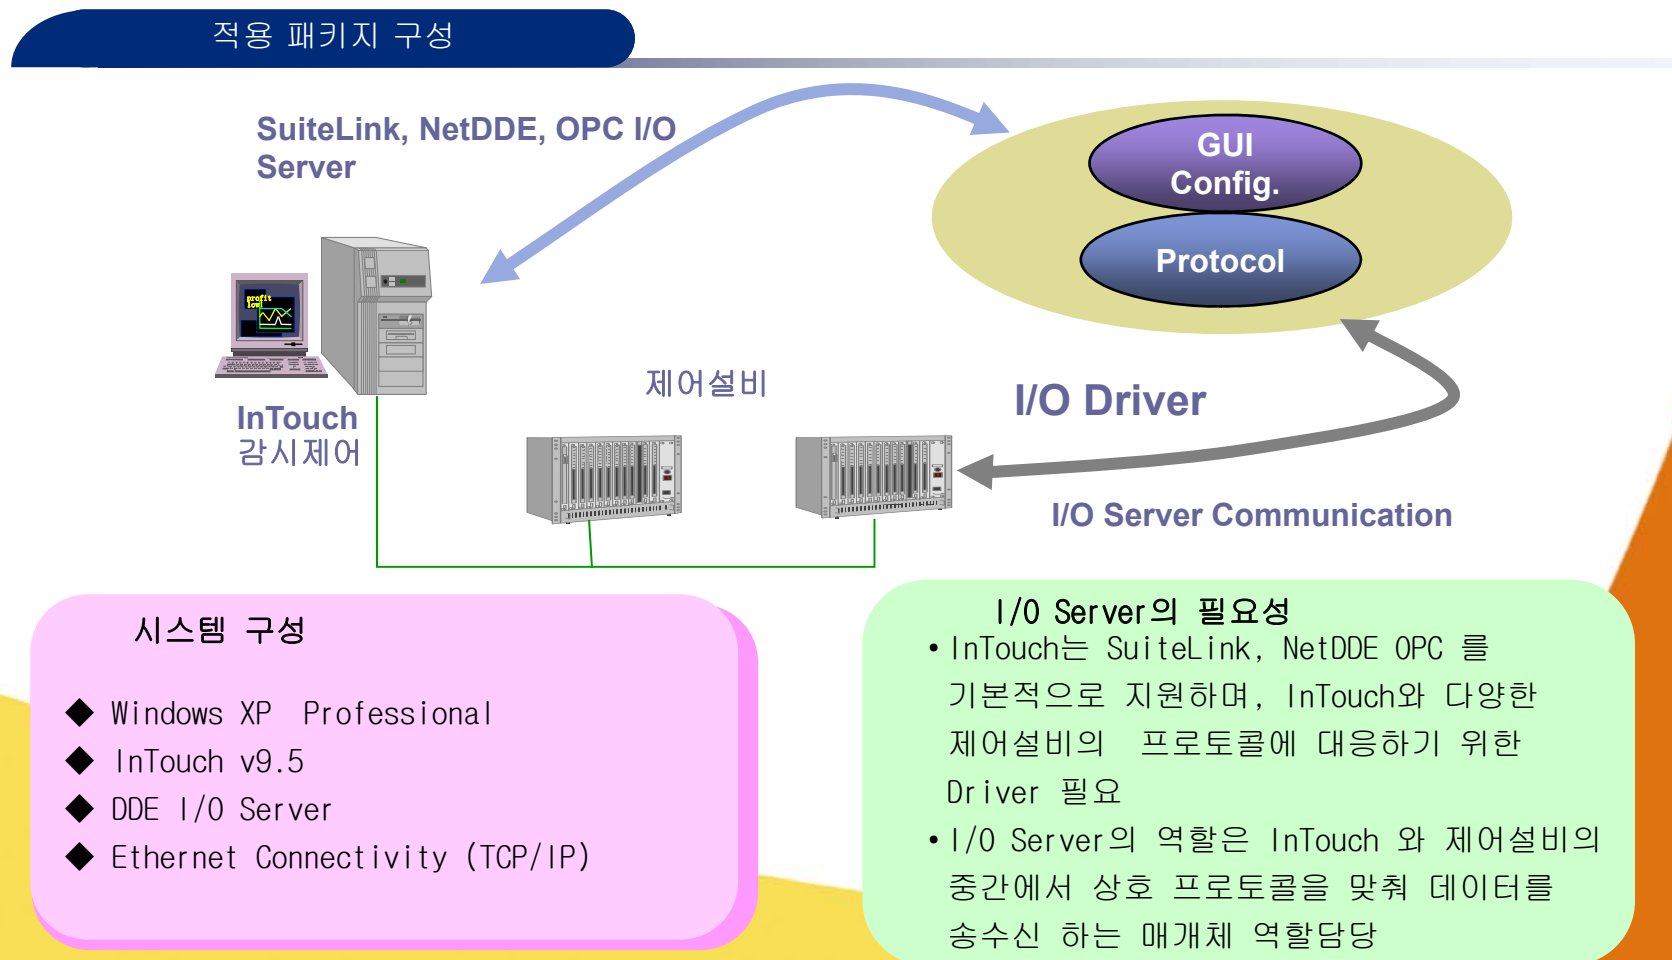 적용 패키지 구성
SuiteLink, NetDDE, OPC I/O
Server
GUI
Config.
Protocol
profit
low!
제어설비
I/O Driver
InTouch
감시제어
I/O Server Communication
시스템 구성
◆ Windows XP Professional
◆ InTouch v9.5
◆ DDE I/O Server
◆ Ethernet Connectivity (TCP/IP)
I/O Server의 필요성
• InTouch는 SuiteLink, NetDDE OPC 를
기본적으로 지원하며, InTouch와 다양한
제어설비의 프로토콜에 대응하기 위한
Driver 필요
• I/O Server의 역할은 InTouch 와 제어설비의
중간에서 상호 프로토콜을 맞춰 데이터를
송수신 하는 매개체 역할담당